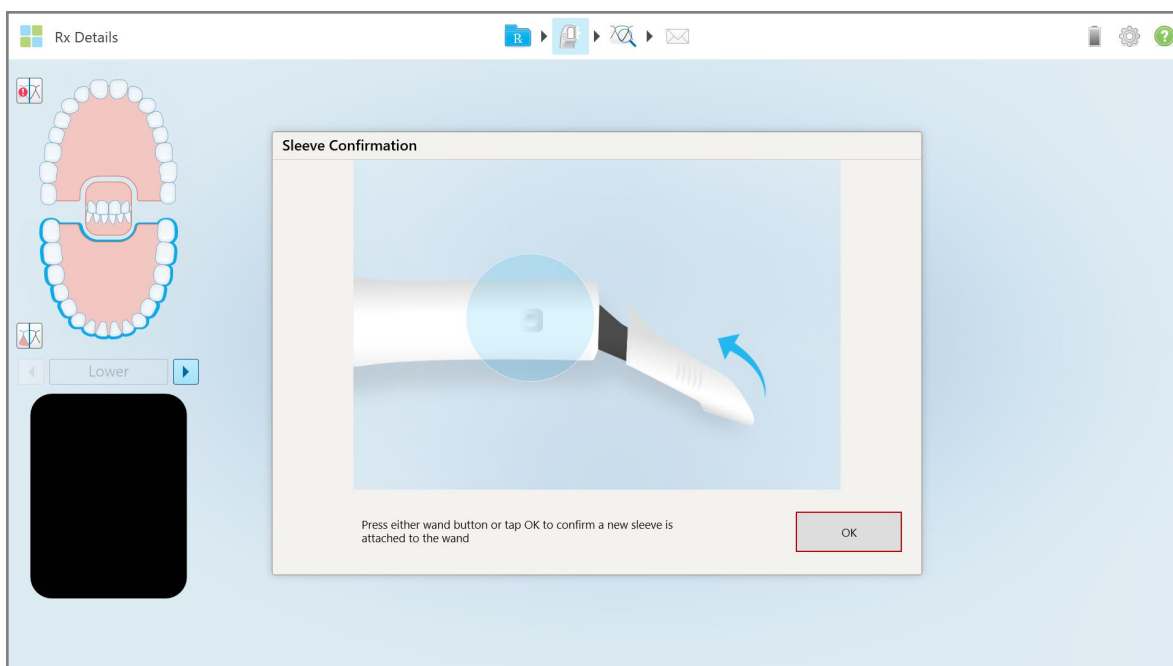 Rx Details
R
?
!
Sleeve Confirmation
Lower
Press either wand button or tap OK to confirm a new sleeve is
attached to the wand
OK